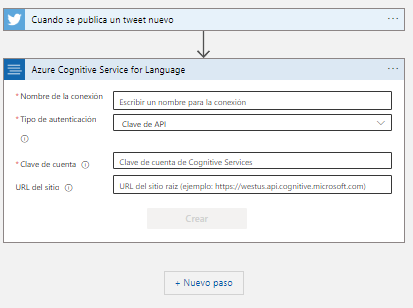 Cuando se publica un tweet nuevo
...
Azure Cognitive Service for Language
...
* Nombre de la conexión
Escribir un nombre para la conexión
* Tipo de autenticación
Clave de API
* Clave de cuenta
Clave de cuenta de Cognitive Services
URL del sitio
URL del sitio raiz (ejemplo: https://westus.api.cognitive.microsoft.com)
Crear
+ Nuevo paso